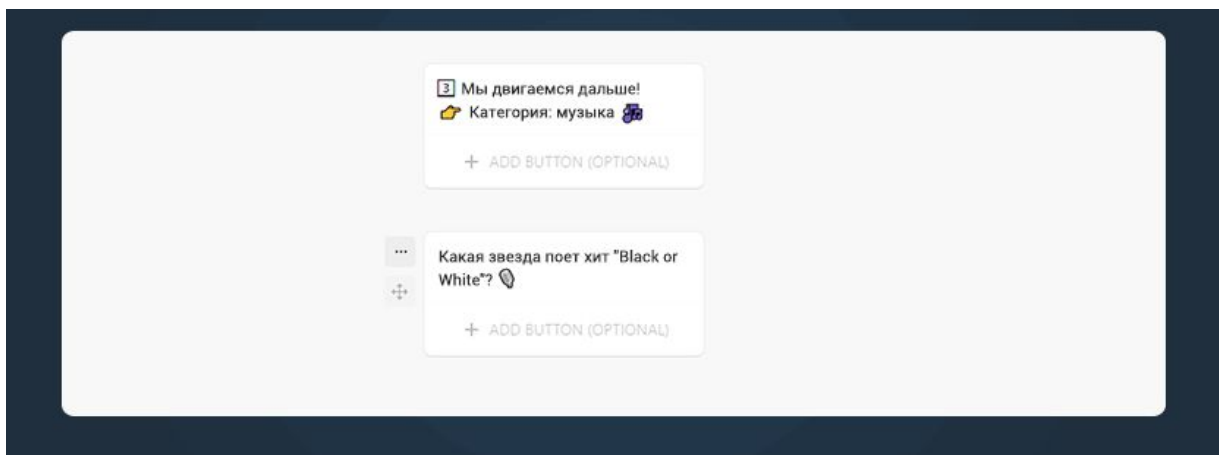 3 Мы двигаемся дальше!
👉 Категория: музыка
+ ADD BUTTON (OPTIONAL)
...
Какая звезда поет хит "Black or
White"?
+ ADD BUTTON (OPTIONAL)